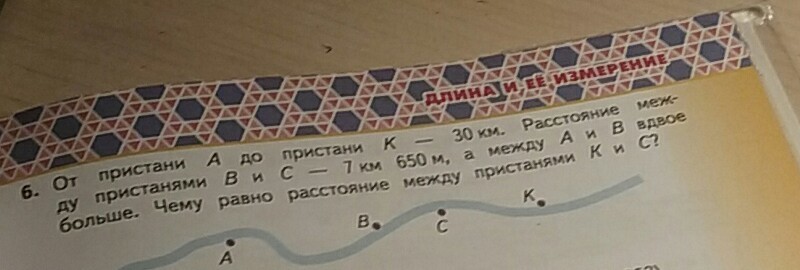 ДЛИНА И ЕЁ ИЗМЕРЕНИЕ
6. От пристани А до пристани К — 30 км. Расстояние меж-
ду пристанями В и С — 7 км 650 м, а между А и В вдвое
больше. Чему равно расстояние между пристанями К и С?
А
В
С
К